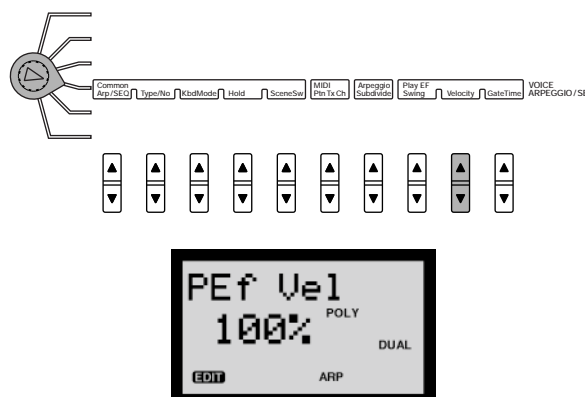 Common MIDI Arpeggio Play EF VOICE
Arp/SEQ Type/No KbdMode Hold SceneSw Ptn Tx Ch Subdivide Swing Velocity GateTime ARPEGGIO/SE
PEf Vel
100% POLY
DUAL
EDIT ARP